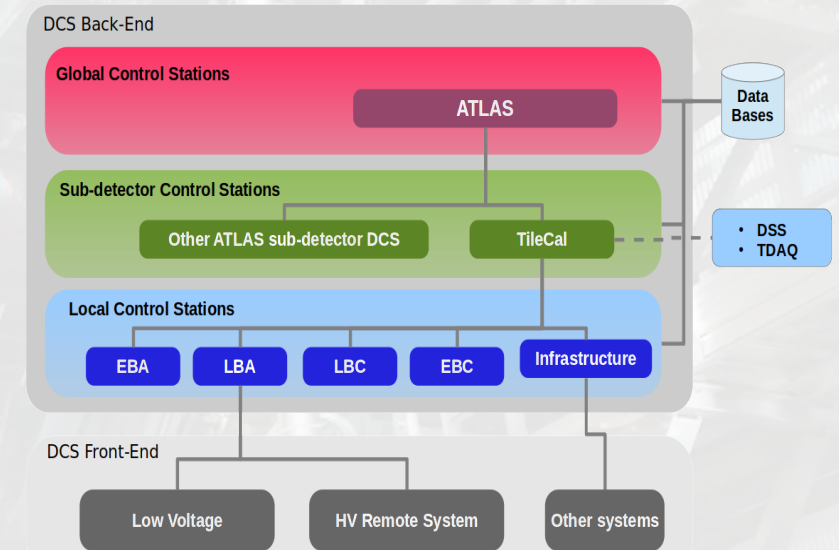 DCS Back-End
Global Control Stations
ATLAS
Data
Bases
Sub-detector Control Stations
Other ATLAS sub-detector DCS
TileCal
• DSS
• TDAQ
Local Control Stations
EBA
LBA
LBC
EBC
Infrastructure
DCS Front-End
Low Voltage
HV Remote System
Other systems